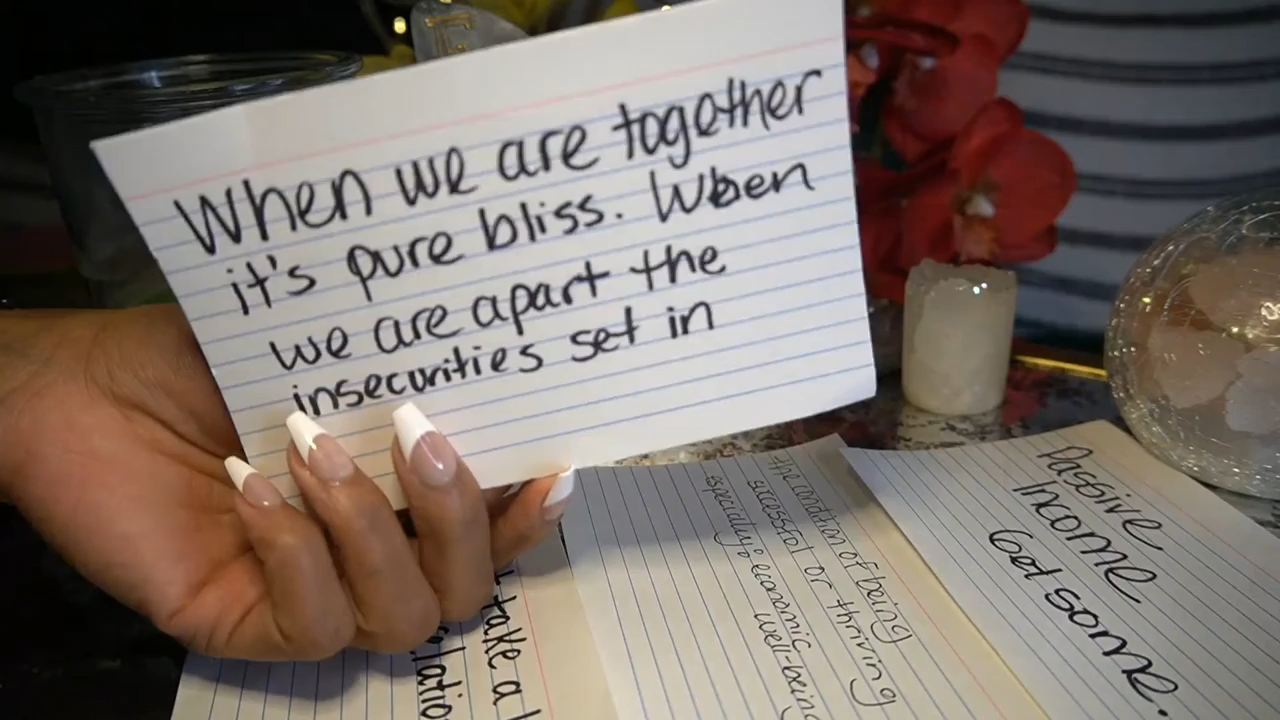 When we are together
it's pure bliss. When
we are apart the
insecurities set in
take a
the condition of being
successful or thriving
especially: economic
well-being
Passive
Income
Get some.